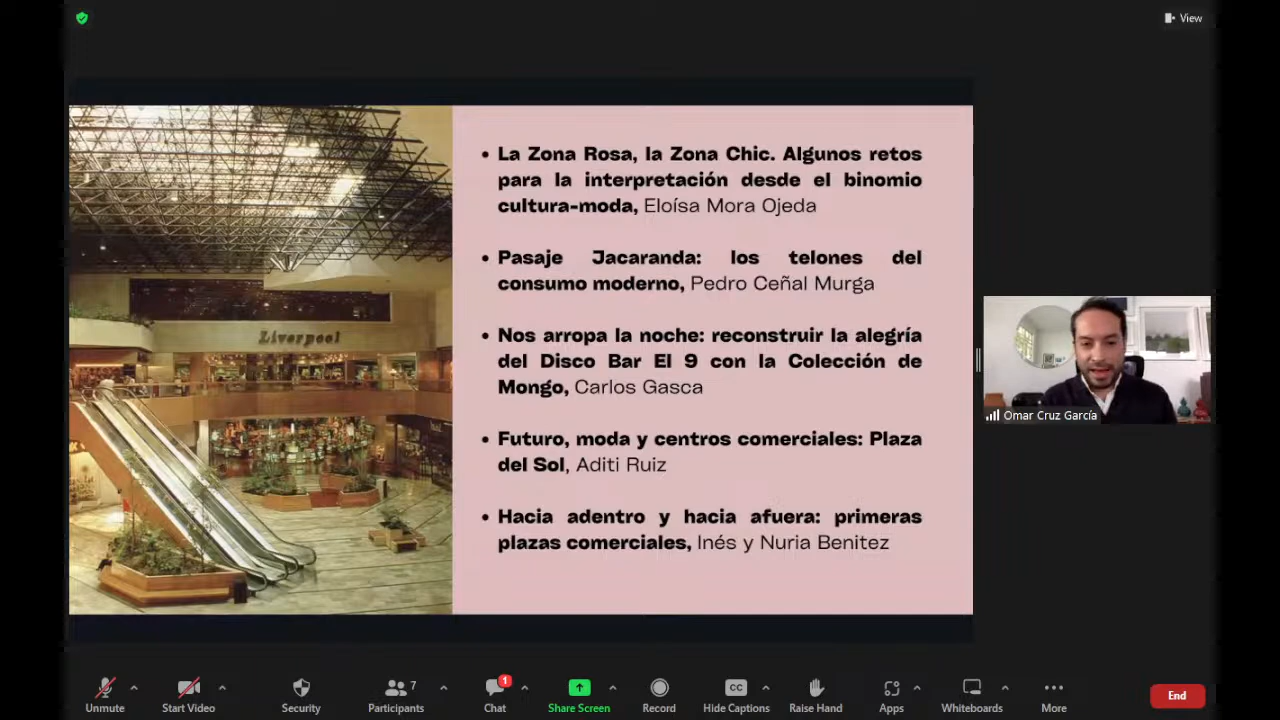 View
• La Zona Rosa, la Zona Chic. Algunos retos
para la interpretación desde el binomio
cultura-moda, Eloísa Mora Ojeda
• Pasaje Jacaranda: los telones del
consumo moderno, Pedro Ceñal Murga
• Nos arropa la noche: reconstruir la alegría
del Disco Bar El 9 con la Colección de
Mongo, Carlos Gasca
• Futuro, moda y centros comerciales: Plaza
del Sol, Aditi Ruiz
• Hacia adentro y hacia afuera: primeras
plazas comerciales, Inés y Nuria Benitez
Liverpool
Omar Cruz García
7
1
CC
Unmute
Start Video
Security
Participants
Chat
Share Screen
Record
Hide Captions
Raise Hand
Apps
Whiteboards
More
End